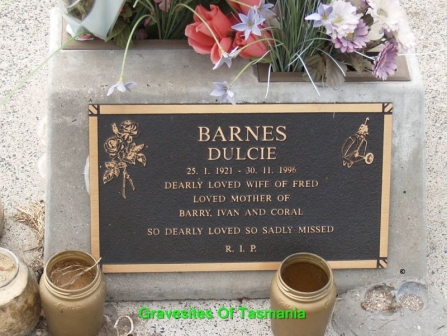 BARNES
DULCIE
25. 1. 1921 - 30. 11. 1996
DEARLY LOVED WIFE OF FRED
LOVED MOTHER OF
BARRY, IVAN AND CORAL
SO DEARLY LOVED SO SADLY MISSED
R. I. P.
Gravesites Of Tasmania